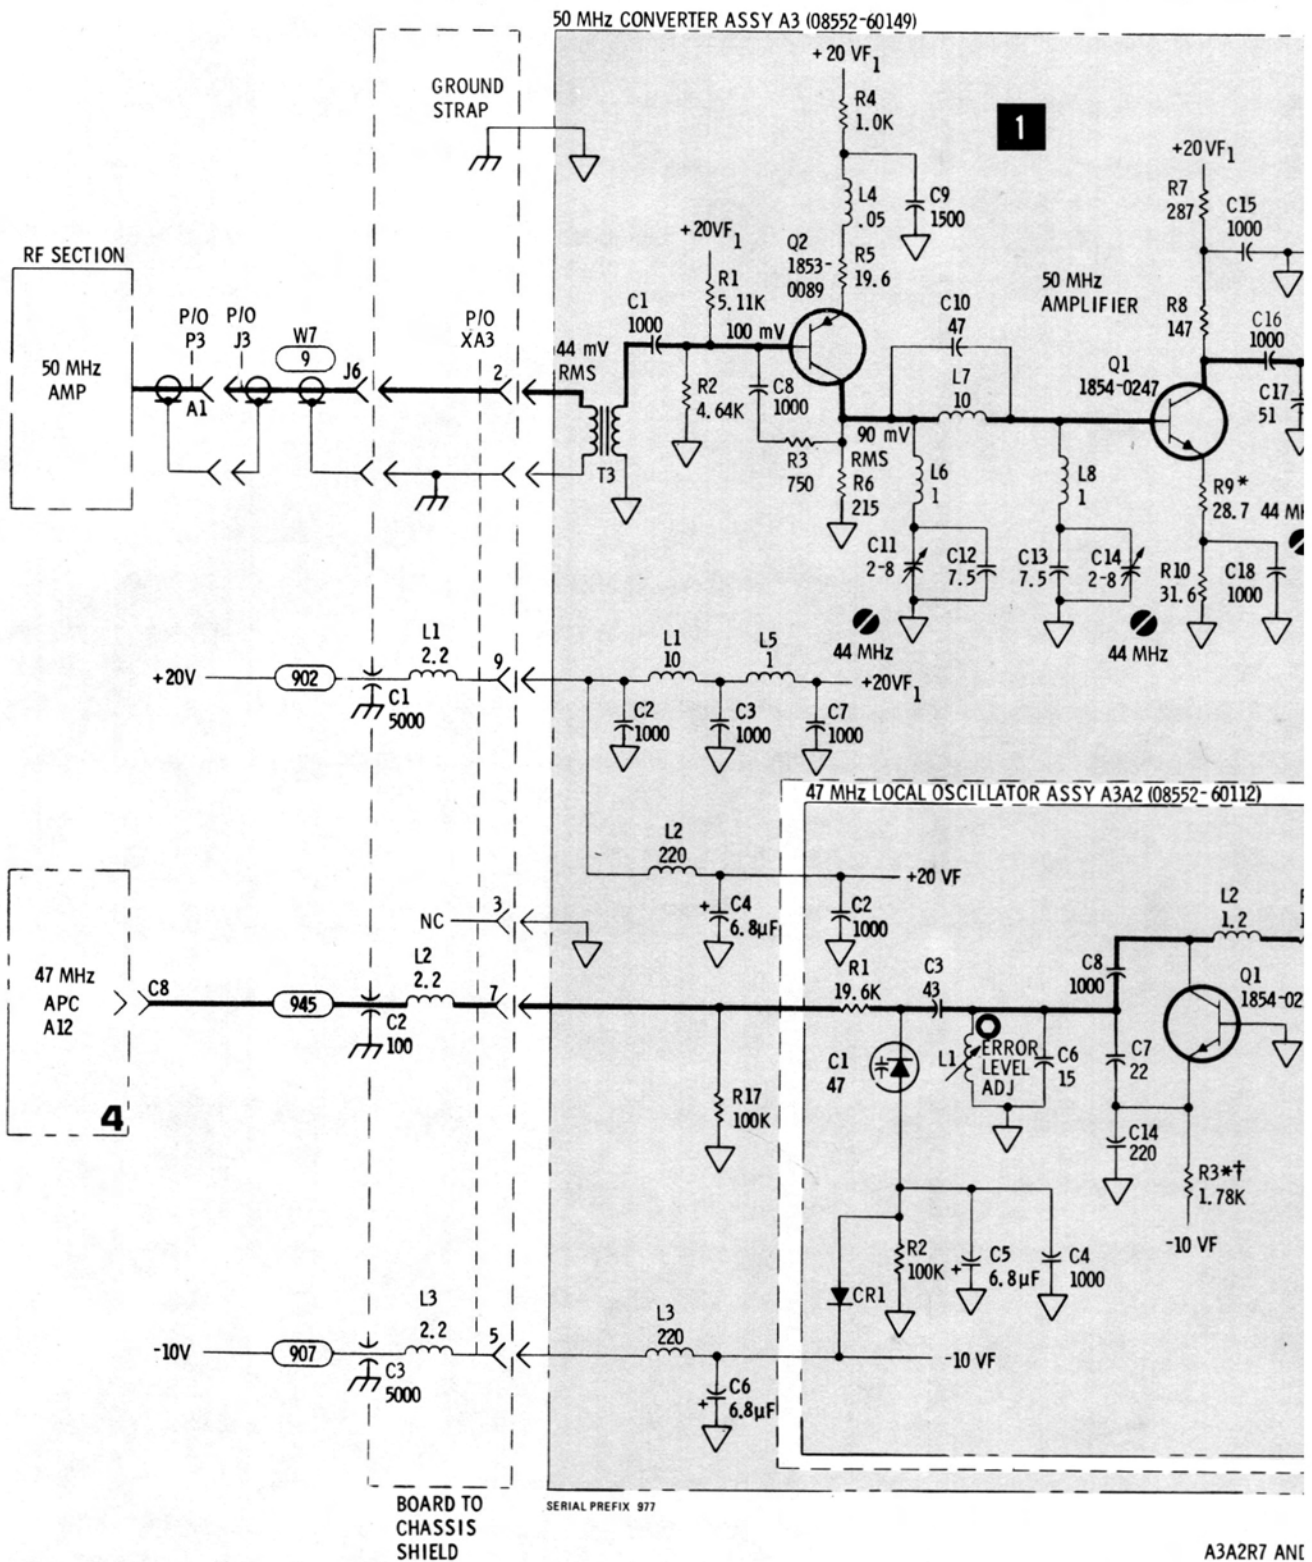 50 MHz CONVERTER ASSY A3 (08552-60149)
+20 VF1
GROUND
STRAP
R4
1.0K
1
+20 VF1
L4
.05
C9
1500
R7
287
C15
1000
RF SECTION
+20VF1
Q2
1853-
0089
R5
19.6
50 MHz
AMPLIFIER
R1
5.11K
C1
1000
100 mV
C10
47
R8
147
C16
1000
P/O
P3
P/O
J3
W7
9
P/O
XA3
44 mV
RMS
50 MHz
AMP
J6
2
A1
R2
4.64K
C8
1000
L7
10
Q1
1854-0247
C17
51
90 mV
RMS
T3
R3
750
R6
215
L6
1
L8
1
R9*
28.7
44 MH
C11
2-8
C12
7.5
C13
7.5
C14
2-8
R10
31.6
C18
1000
44 MHz
44 MHz
+20V
902
C1
5000
L1
2.2
9
L1
10
L5
1
+20VF1
C2
1000
C3
1000
C7
1000
47 MHz LOCAL OSCILLATOR ASSY A3A2 (08552-60112)
L2
220
+20 VF
NC
3
C4
+
6.8µF
C2
1000
L2
1.2
47 MHz
APC
A12
4
C8
945
C2
100
L2
2.2
7
R1
19.6K
C3
43
C8
1000
Q1
1854-02
C1
47
L1
ERROR
LEVEL
ADJ
C6
15
C7
22
R17
100K
C14
220
R3*†
1.78K
-10 VF
R2
100K
C5
+
6.8µF
C4
1000
CR1
-10V
907
C3
5000
L3
2.2
5
L3
220
-10 VF
C6
+
6.8µF
SERIAL PREFIX 977
BOARD TO
CHASSIS
SHIELD
A3A2R7 AND